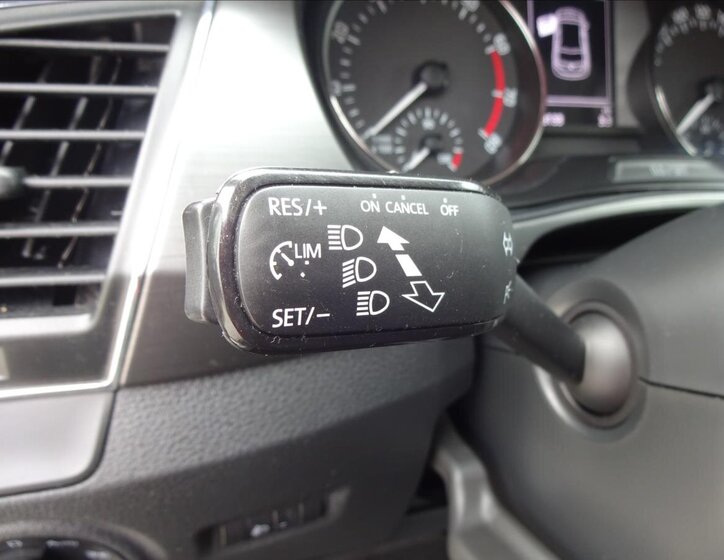 RES/+ ON CANCEL OFF
LIM
SET/-